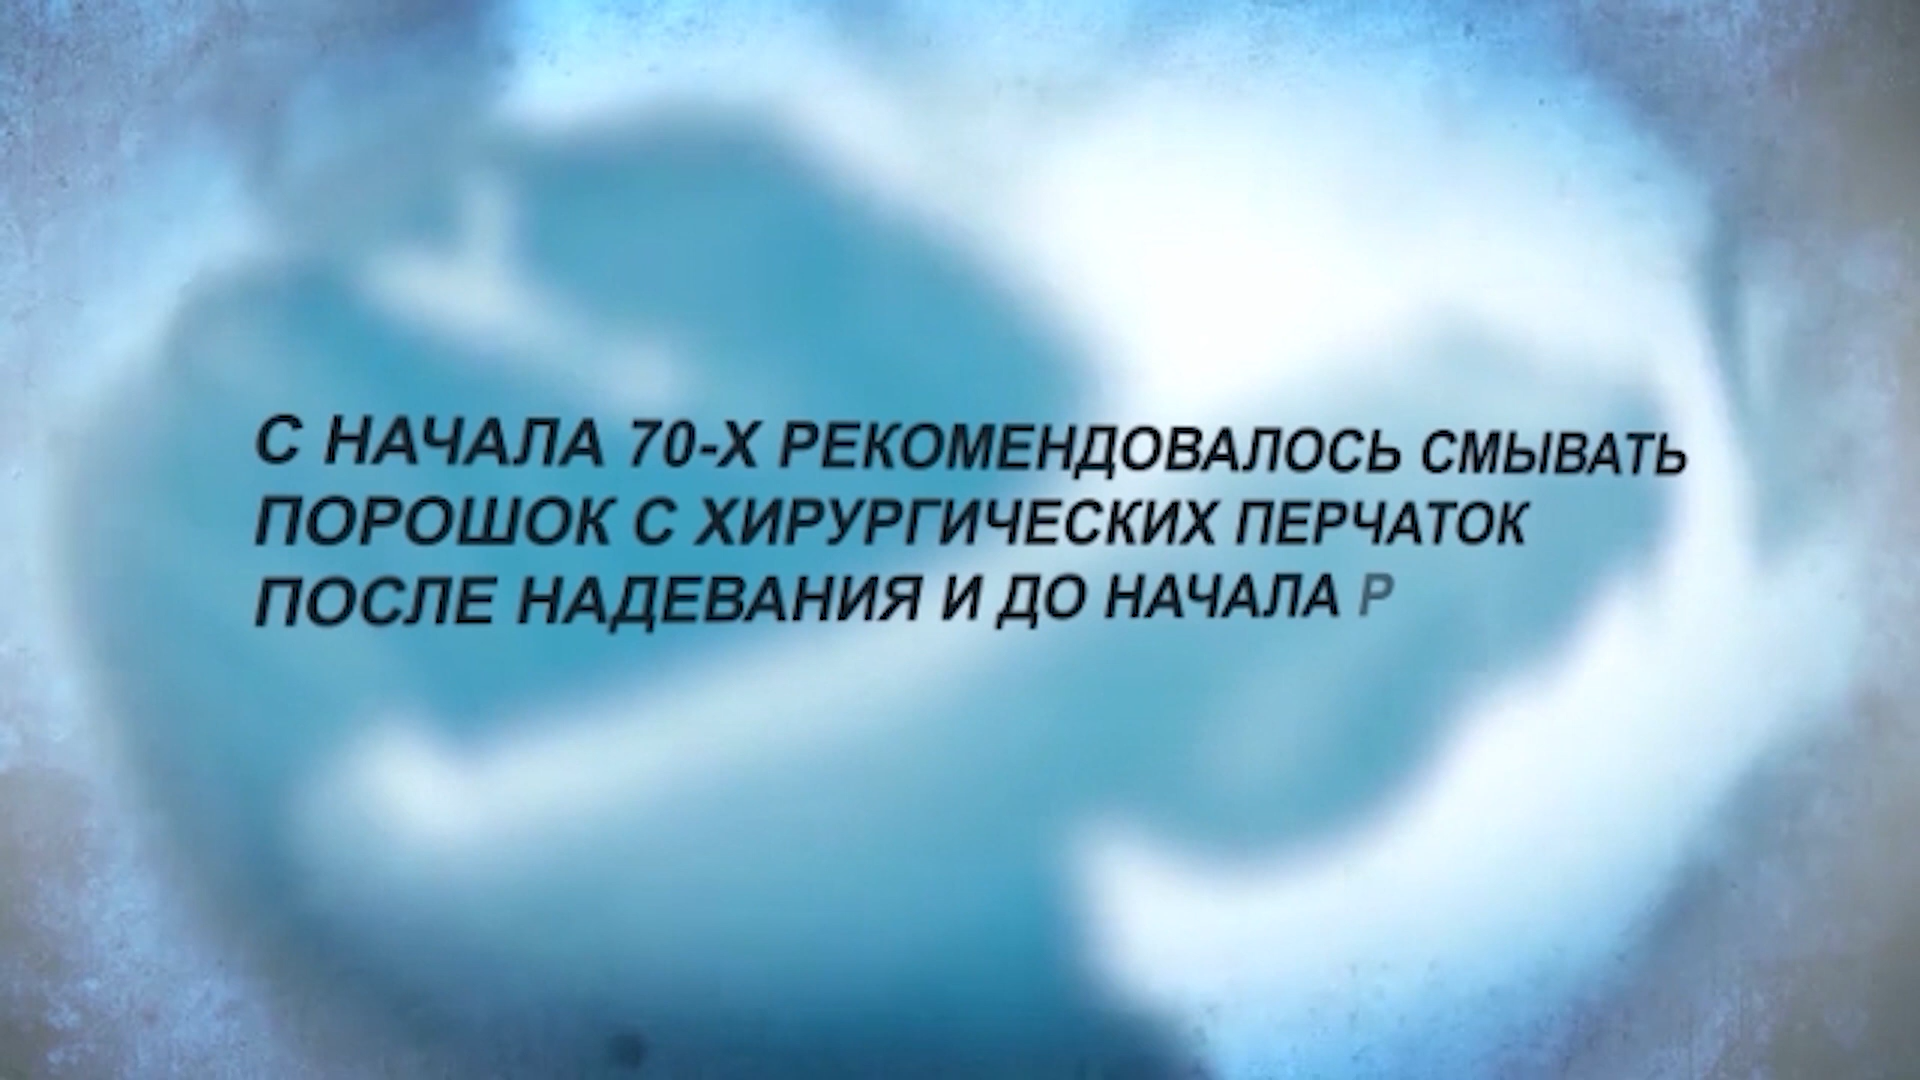 С НАЧАЛА 70-Х РЕКОМЕНДОВАЛОСЬ СМЫВАТЬ
ПОРОШОК С ХИРУРГИЧЕСКИХ ПЕРЧАТОК
ПОСЛЕ НАДЕВАНИЯ И ДО НАЧАЛА Р